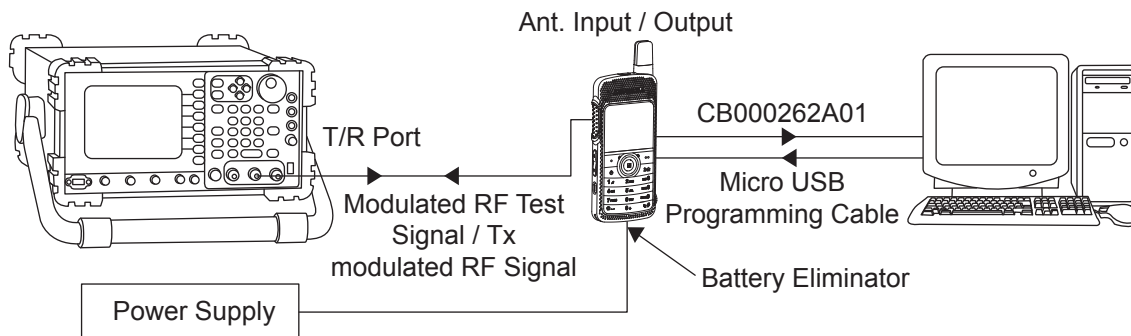 Ant. Input / Output
T/R Port
CB000262A01
Modulated RF Test
Signal / Tx
modulated RF Signal
Micro USB
Programming Cable
Battery Eliminator
Power Supply